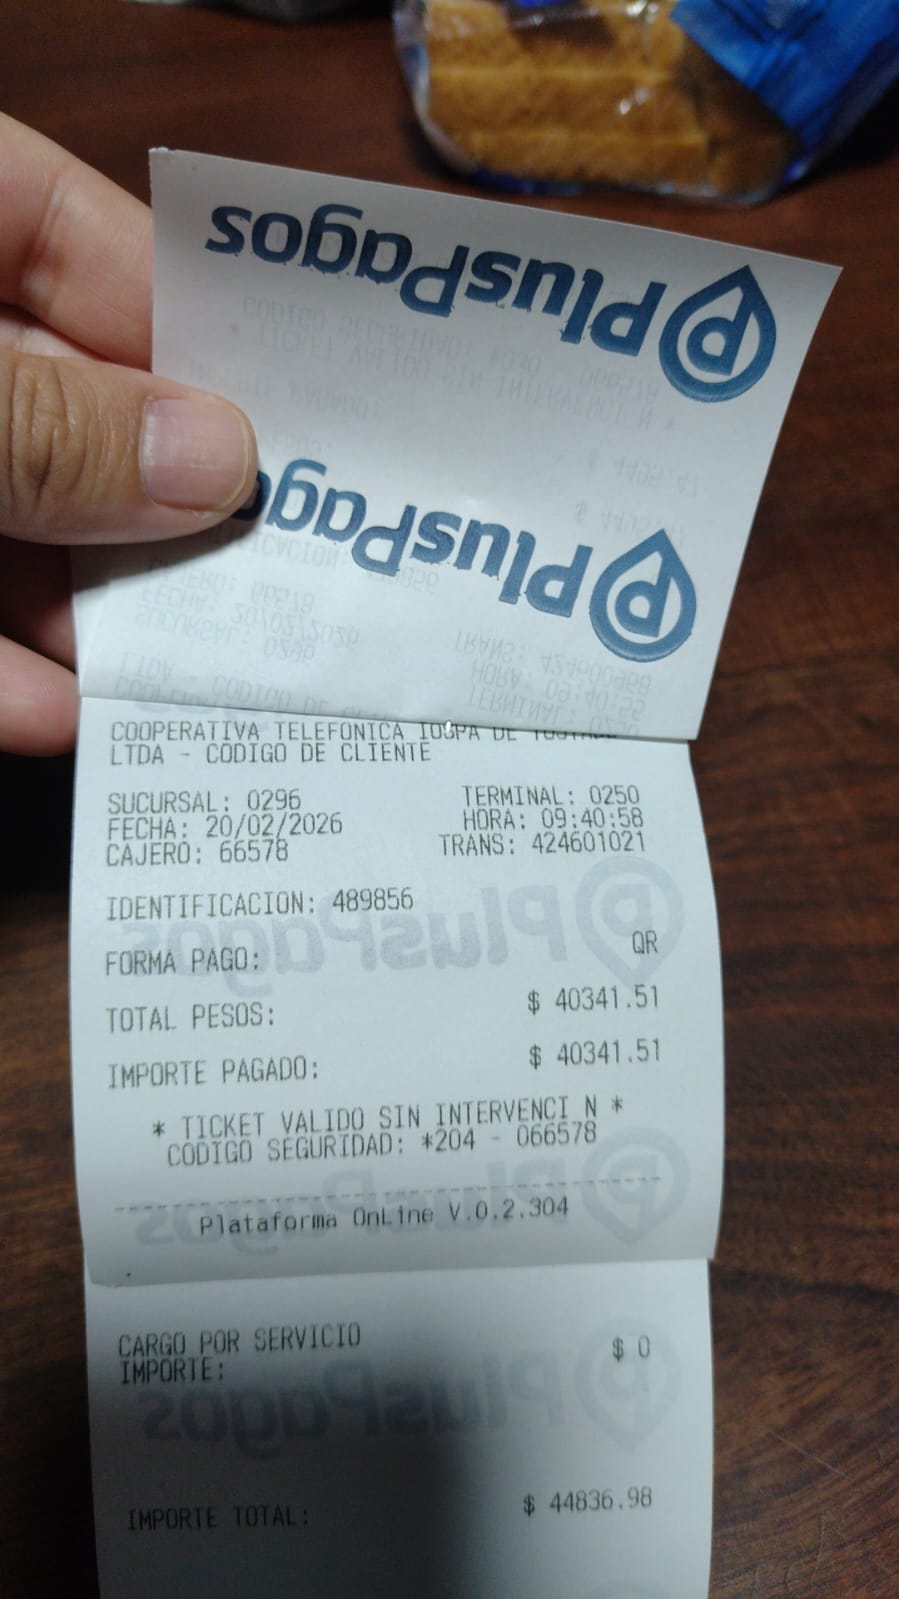 PlusPagos
PlusPagos
COOPERATIVA TELEFONICA DE
LTDA - CODIGO DE CLIENTE
SUCURSAL: 0296 TERMINAL: 0250
FECHA: 20/02/2026 HORA: 09:40:58
CAJERO: 66578 TRANS: 424601021
IDENTIFICACION: 489856
FORMA PAGO: QR
TOTAL PESOS: $ 40341.51
IMPORTE PAGADO: $ 40341.51
* TICKET VALIDO SIN INTERVENCI N *
CODIGO SEGURIDAD: *204 - 066578
Plataforma OnLine V.0.2.304
CARGO POR SERVICIO $ 0
IMPORTE:
IMPORTE TOTAL: $ 44836.98